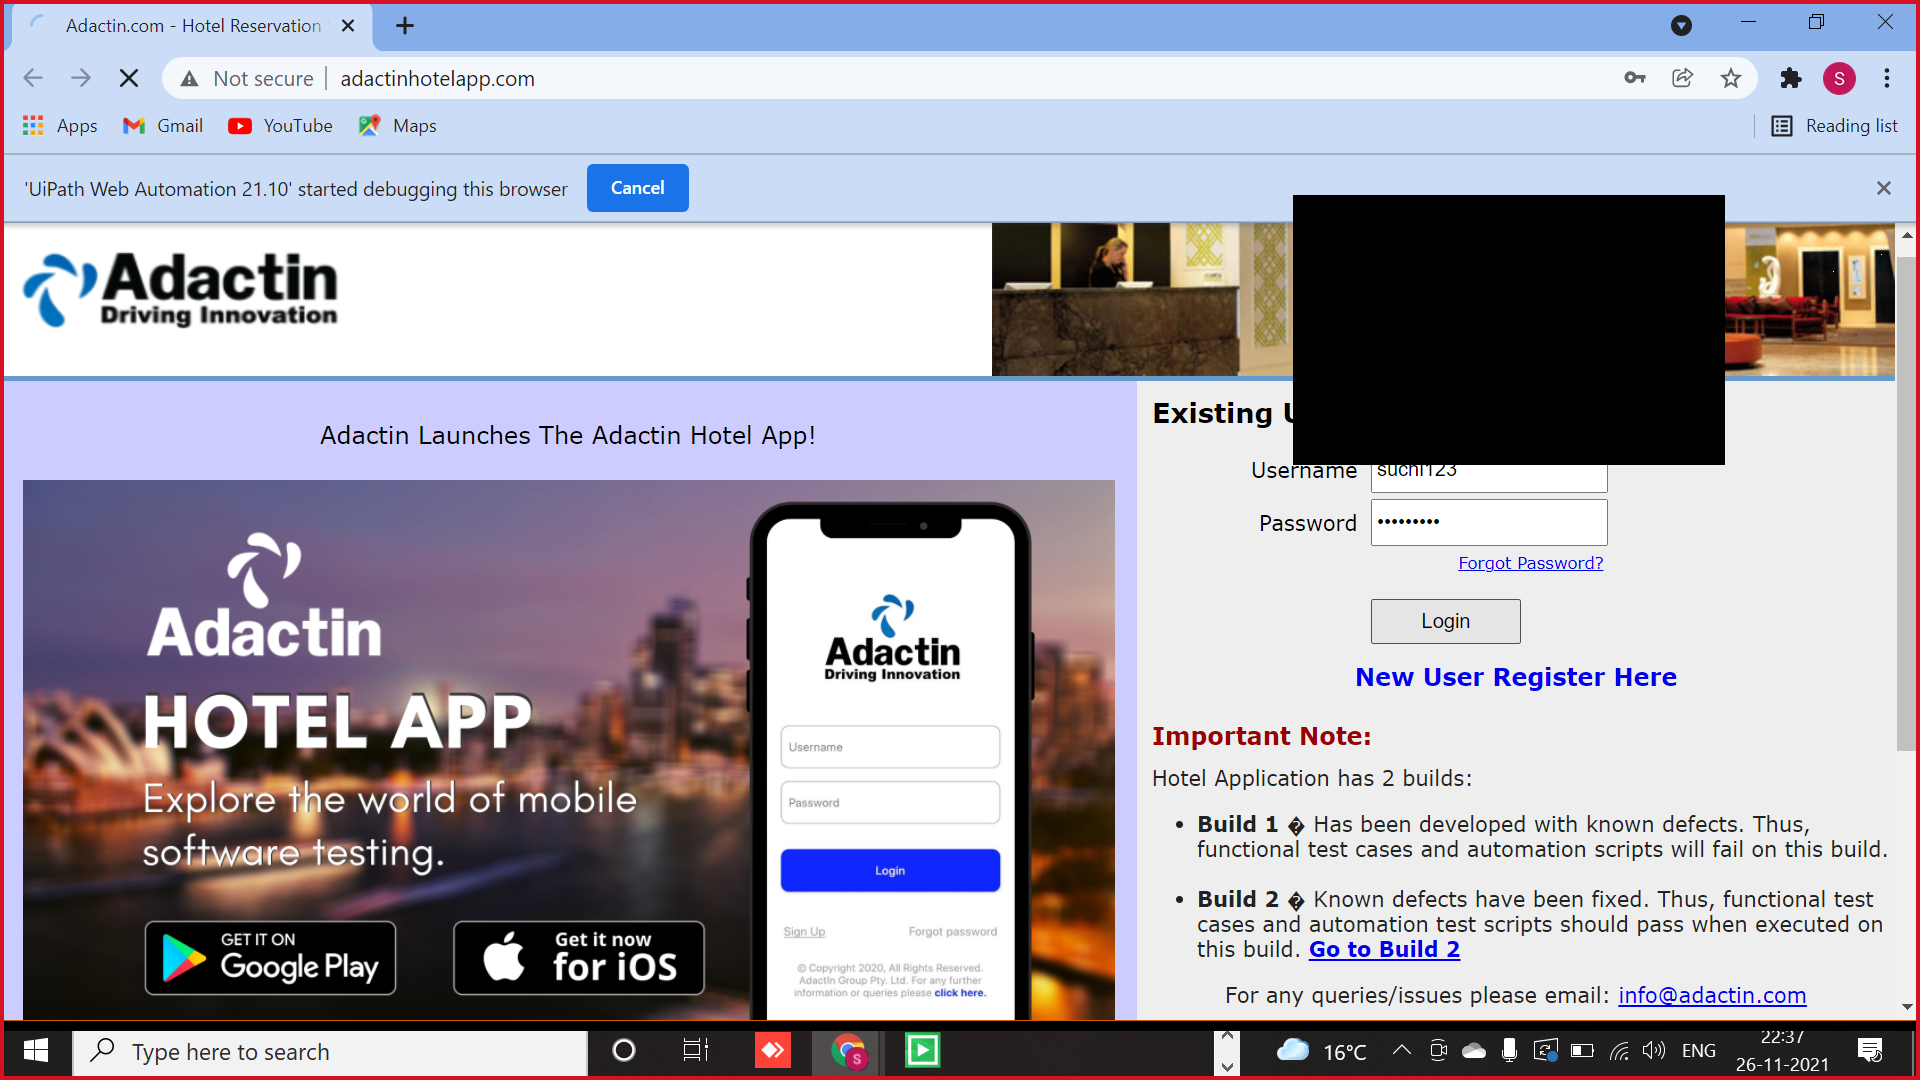 Adactin.com - Hotel Reservation
Not secure
adactinhotelapp.com
S
Apps
Gmail
YouTube
Maps
Reading list
'UiPath Web Automation 21.10' started debugging this browser
Cancel
Adactin
Driving Innovation
Adactin Launches The Adactin Hotel App!
Adactin
HOTEL APP
Explore the world of mobile
software testing.
GET IT ON
Google Play
Get it now
for iOS
Adactin
Driving Innovation
Username
Password
Login
Sign Up
Forgot password
© Copyright 2020, All Rights Reserved.
AdactIn Group Pty. Ltd. For any further
information or queries please click here.
Existing
Username
suchi123
Password
•••••••••
Forgot Password?
Login
New User Register Here
Important Note:
Hotel Application has 2 builds:
• Build 1 � Has been developed with known defects. Thus,
functional test cases and automation scripts will fail on this build.
• Build 2 � Known defects have been fixed. Thus, functional test
cases and automation test scripts should pass when executed on
this build. Go to Build 2
For any queries/issues please email: info@adactin.com
Type here to search
S
16°C
ENG
22:37
26-11-2021